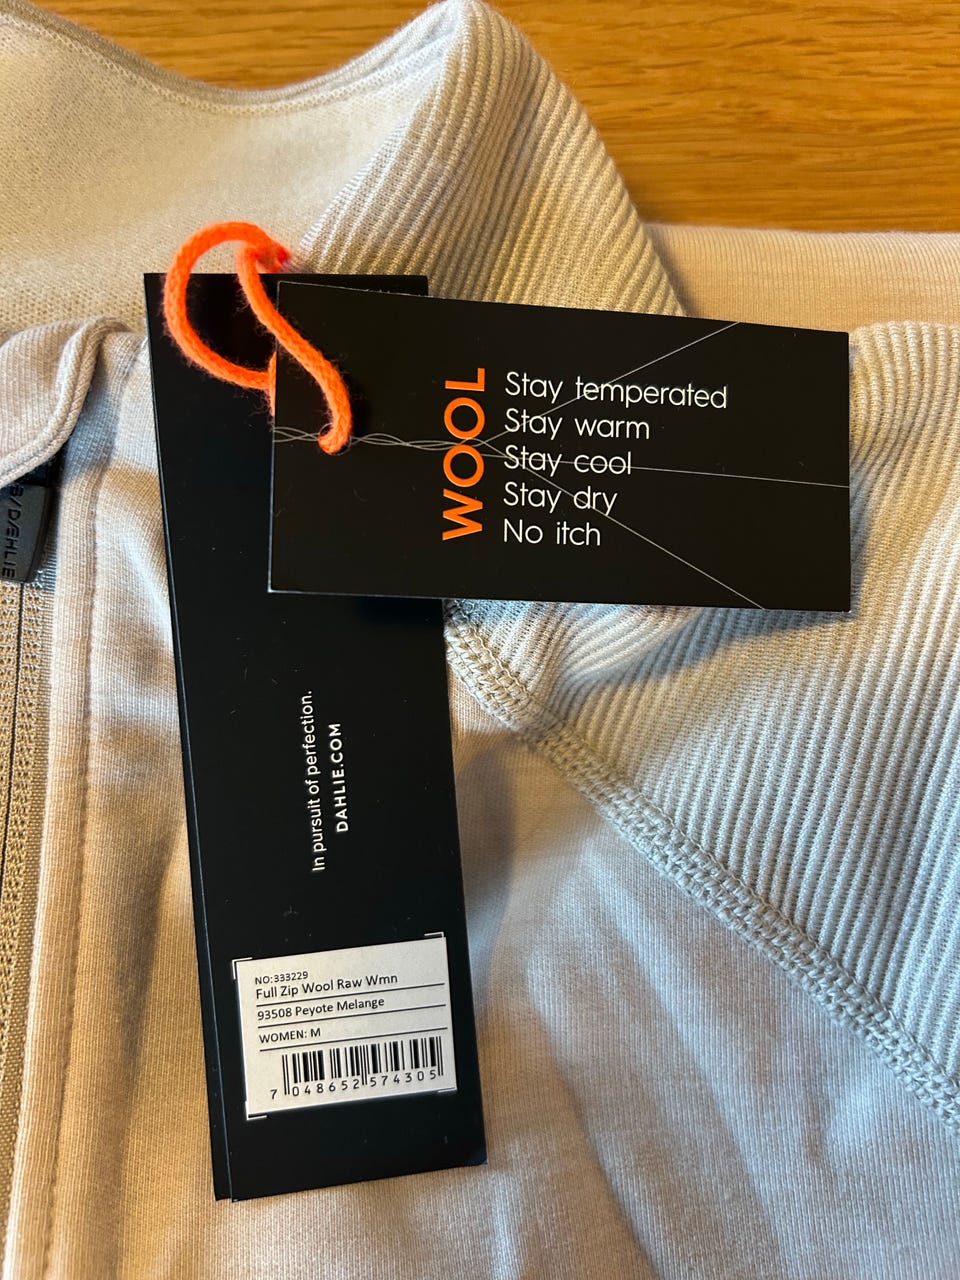 WOOL
Stay temperated
Stay warm
Stay cool
Stay dry
No itch
B/D/EHLIE
In pursuit of perfection.
DAHLIE.COM
NO:333229
Full Zip Wool Raw Wmn
93508 Peyote Melange
WOMEN: M
7 048652 574305